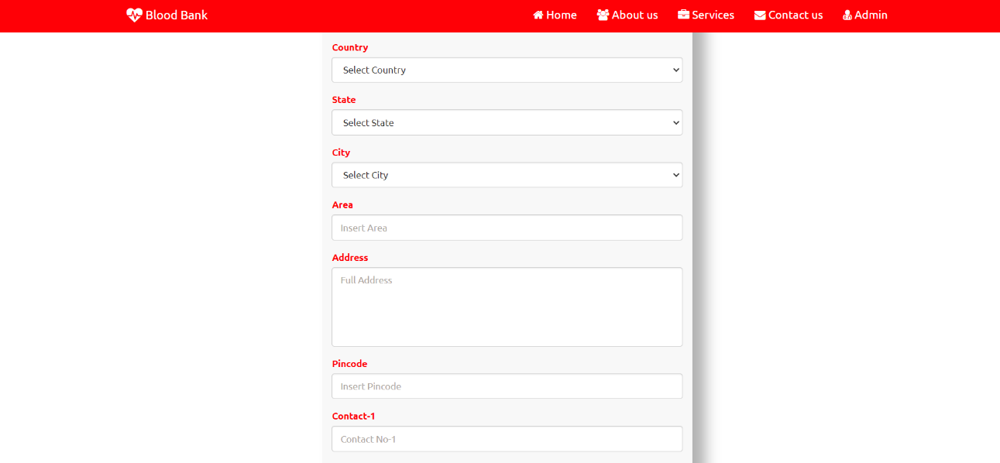 Blood Bank Home About us Services Contact us Admin
Country
Select Country
State
Select State
City
Select City
Area
Insert Area
Address
Full Address
Pincode
Insert Pincode
Contact-1
Contact No-1